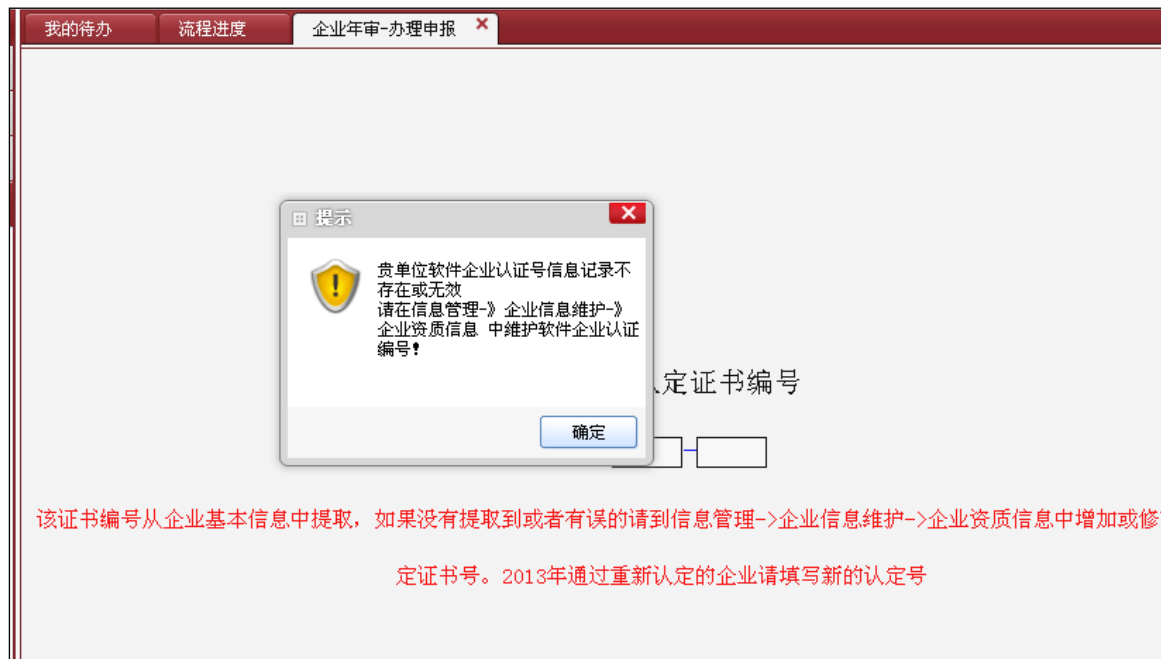 我的待办 流程进度 企业年审-办理申报
提示
贵单位软件企业认证号信息记录不
存在或无效
请在信息管理-》企业信息维护-》
企业资质信息 中维护软件企业认证
编号!
定证书编号
确定
该证书编号从企业基本信息中提取，如果没有提取到或者有误的请到信息管理->企业信息维护->企业资质信息中增加或修
定证书号。2013年通过重新认定的企业请填写新的认定号